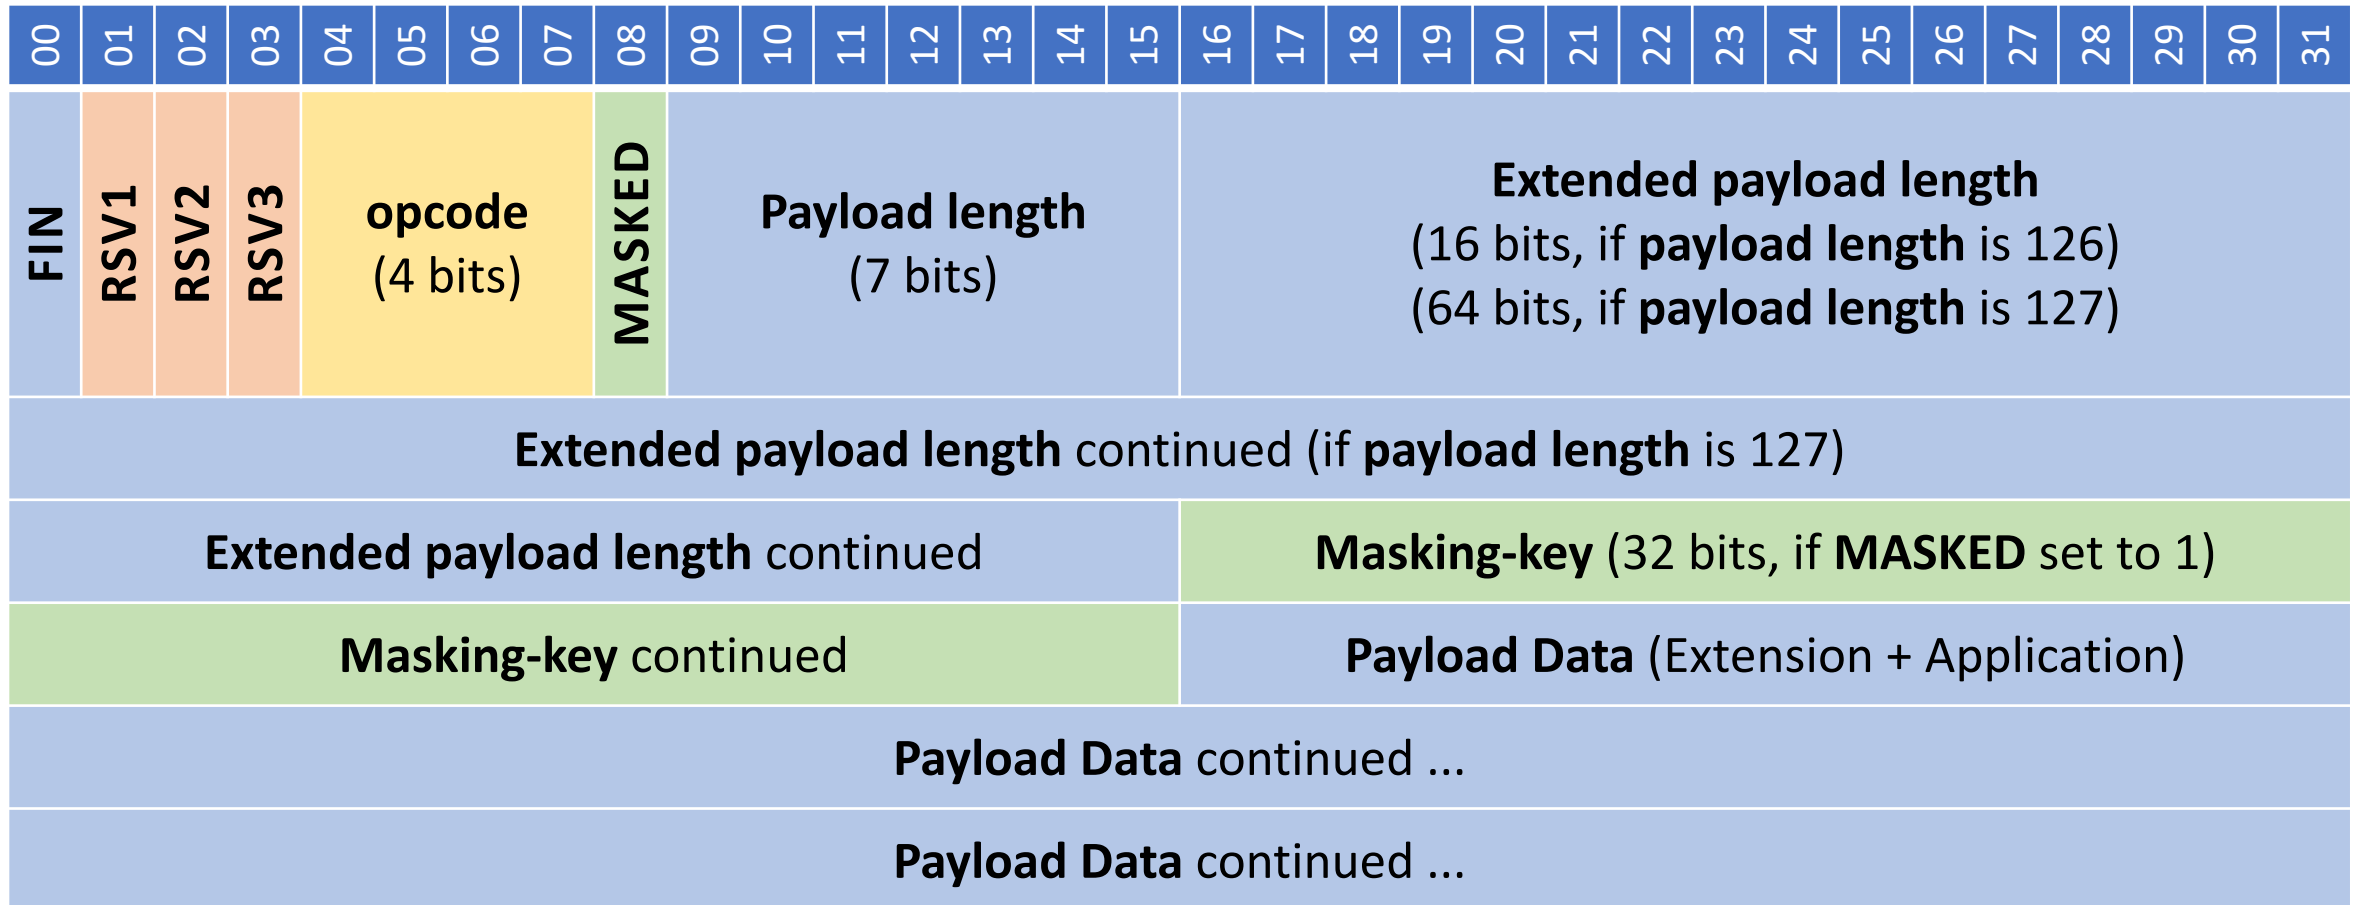 00 01 02 03 04 05 06 07 08 09 10 11 12 13 14 15 16 17 18 19 20 21 22 23 24 25 26 27 28 29 30 31
FIN
RSV1
RSV2
RSV3
opcode
(4 bits)
MASKED
Payload length
(7 bits)
Extended payload length
(16 bits, if payload length is 126)
(64 bits, if payload length is 127)
Extended payload length continued (if payload length is 127)
Extended payload length continued
Masking-key (32 bits, if MASKED set to 1)
Masking-key continued
Payload Data (Extension + Application)
Payload Data continued ...
Payload Data continued ...